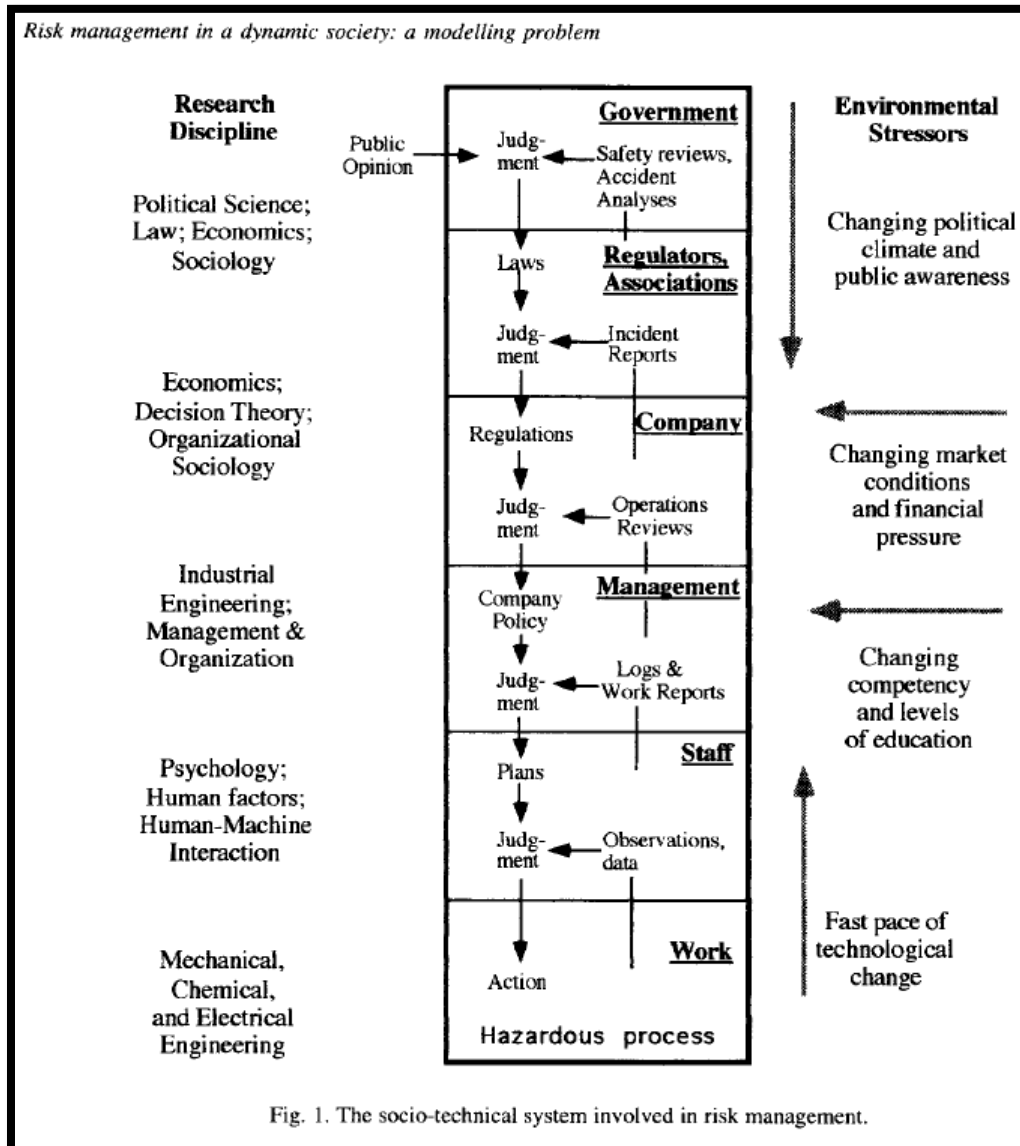 Risk management in a dynamic society: a modelling problem
Research
Discipline
Political Science;
Law; Economics;
Sociology
Economics;
Decision Theory;
Organizational
Sociology
Industrial
Engineering;
Management &
Organization
Psychology;
Human factors;
Human-Machine
Interaction
Mechanical,
Chemical,
and Electrical
Engineering
Public
Opinion
Government
Judg-
ment
Safety reviews,
Accident
Analyses
Regulators,
Associations
Laws
Judg-
ment
Incident
Reports
Company
Regulations
Judg-
ment
Operations
Reviews
Management
Company
Policy
Judg-
ment
Logs &
Work Reports
Staff
Plans
Judg-
ment
Observations,
data
Work
Action
Hazardous process
Environmental
Stressors
Changing political
climate and
public awareness
Changing market
conditions
and financial
pressure
Changing
competency
and levels
of education
Fast pace of
technological
change
Fig. 1. The socio-technical system involved in risk management.